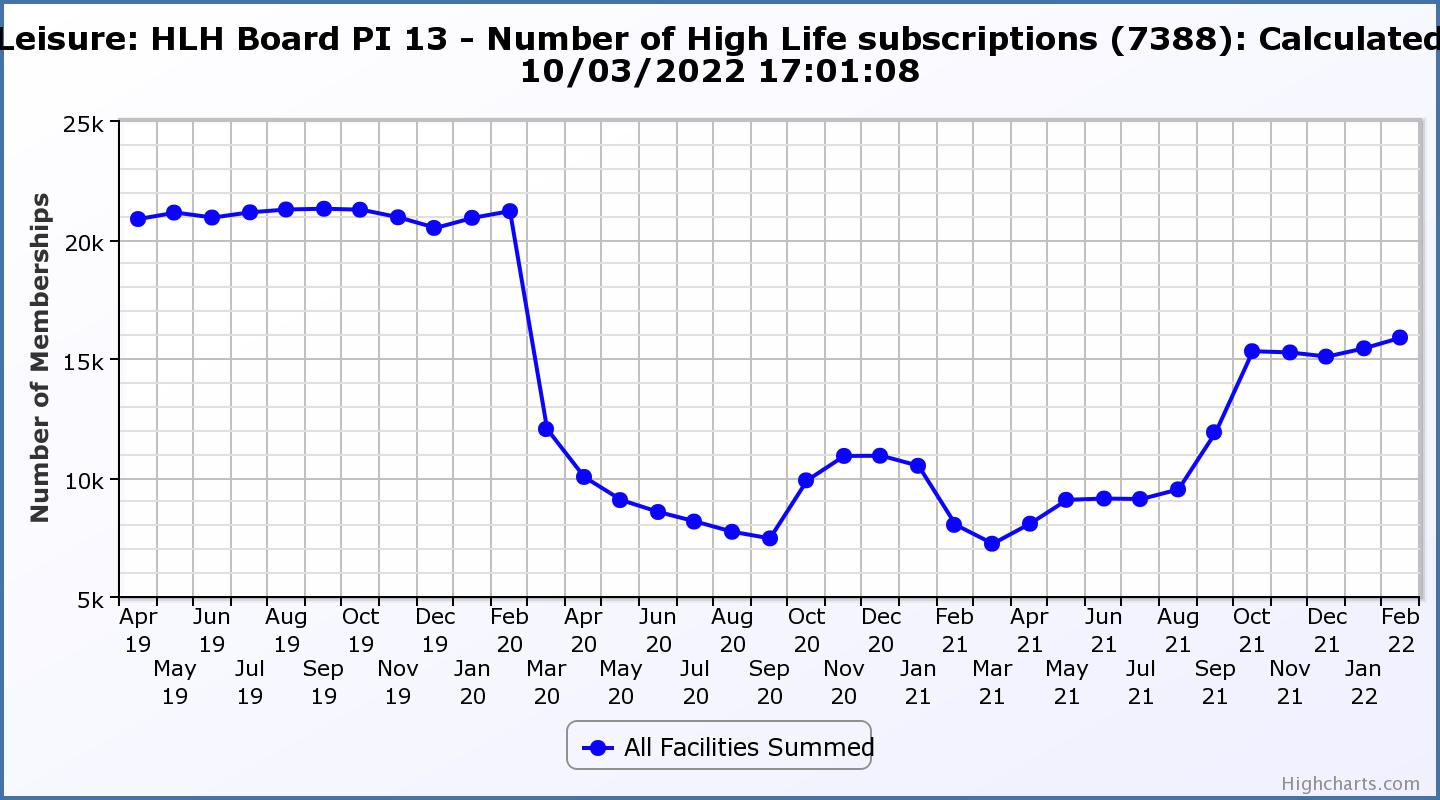 Leisure: HLH Board PI 13 - Number of High Life subscriptions (7388): Calculated
10/03/2022 17:01:08
Number of Memberships
25k
20k
15k
10k
5k
Apr 19
May 19
Jun 19
Jul 19
Aug 19
Sep 19
Oct 19
Nov 19
Dec 19
Jan 20
Feb 20
Mar 20
Apr 20
May 20
Jun 20
Jul 20
Aug 20
Sep 20
Oct 20
Nov 20
Dec 20
Jan 21
Feb 21
Mar 21
Apr 21
May 21
Jun 21
Jul 21
Aug 21
Sep 21
Oct 21
Nov 21
Dec 21
Jan 22
Feb 22
All Facilities Summed
Highcharts.com